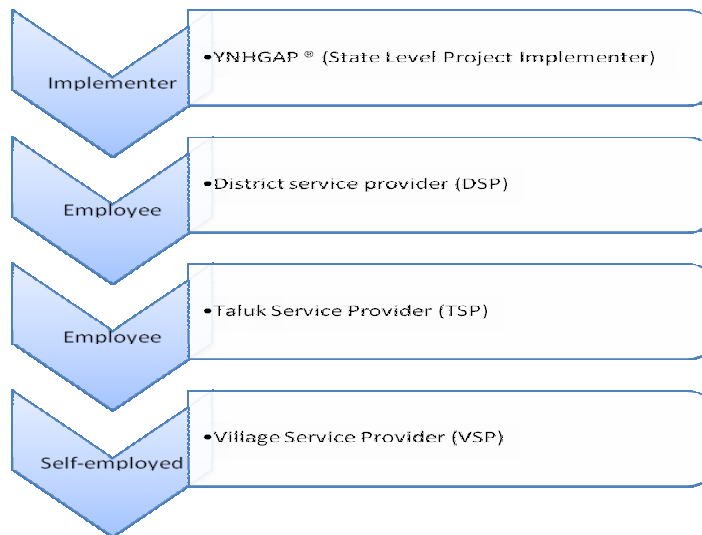 Implementer
•YNHGAP ® (State Level Project Implementer)
Employee
•District service provider (DSP)
Employee
•Taluk Service Provider (TSP)
Self-employed
•Village Service Provider (VSP)